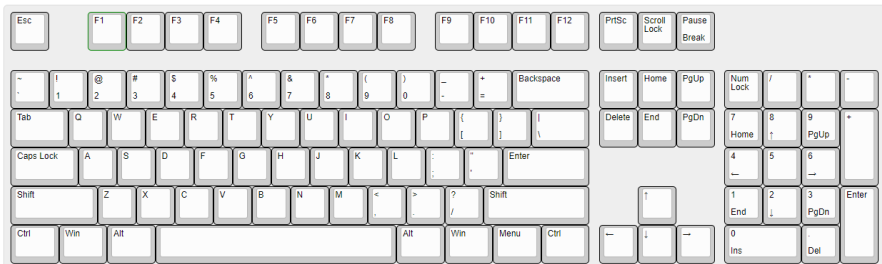 Esc F1 F2 F3 F4 F5 F6 F7 F8 F9 F10 F11 F12 PrtSc Scroll Lock Pause Break
~ ! @ # $ % ^ & * ( ) _ + Backspace Insert Home PgUp Num Lock / * -
` 1 2 3 4 5 6 7 8 9 0 - =
Tab Q W E R T Y U I O P { } | Delete End PgDn 7 8 9 +
[ ] \ Home ↑ PgUp
Caps Lock A S D F G H J K L : " Enter 4 5 6
; ' ← →
Shift Z X C V B N M < > ? Shift ↑ 1 2 3 Enter
, . / End ↓ PgDn
Ctrl Win Alt Alt Win Menu Ctrl ← ↓ → 0 .
Ins Del